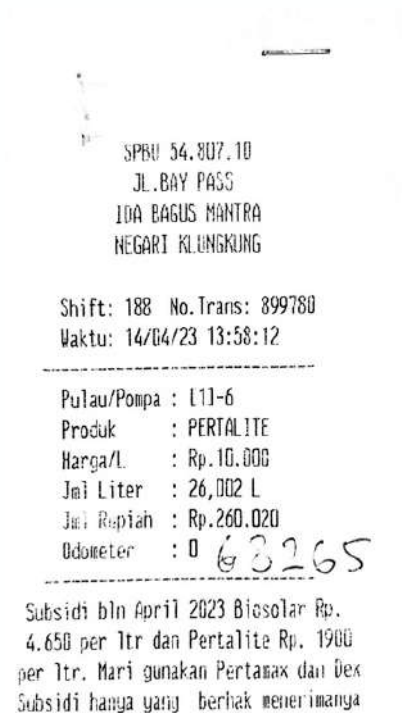 SPBU 54.807.10
JL.BAY PASS
IDA BAGUS MANTRA
NEGARI KLUNGKUNG
Shift: 188 No.Trans: 899780
Waktu: 14/04/23 13:58:12
Pulau/Pompa : [1]-6
Produk : PERTALITE
Harga/L : Rp.10.000
Jml Liter : 26,002 L
Jml Rupiah : Rp.260.020
Odometer : 0 63265
Subsidi bln April 2023 Biosolar Rp.
4.650 per ltr dan Pertalite Rp. 1900
per ltr. Mari gunakan Pertamax dan Dex
Subsidi hanya yang berhak menerimanya